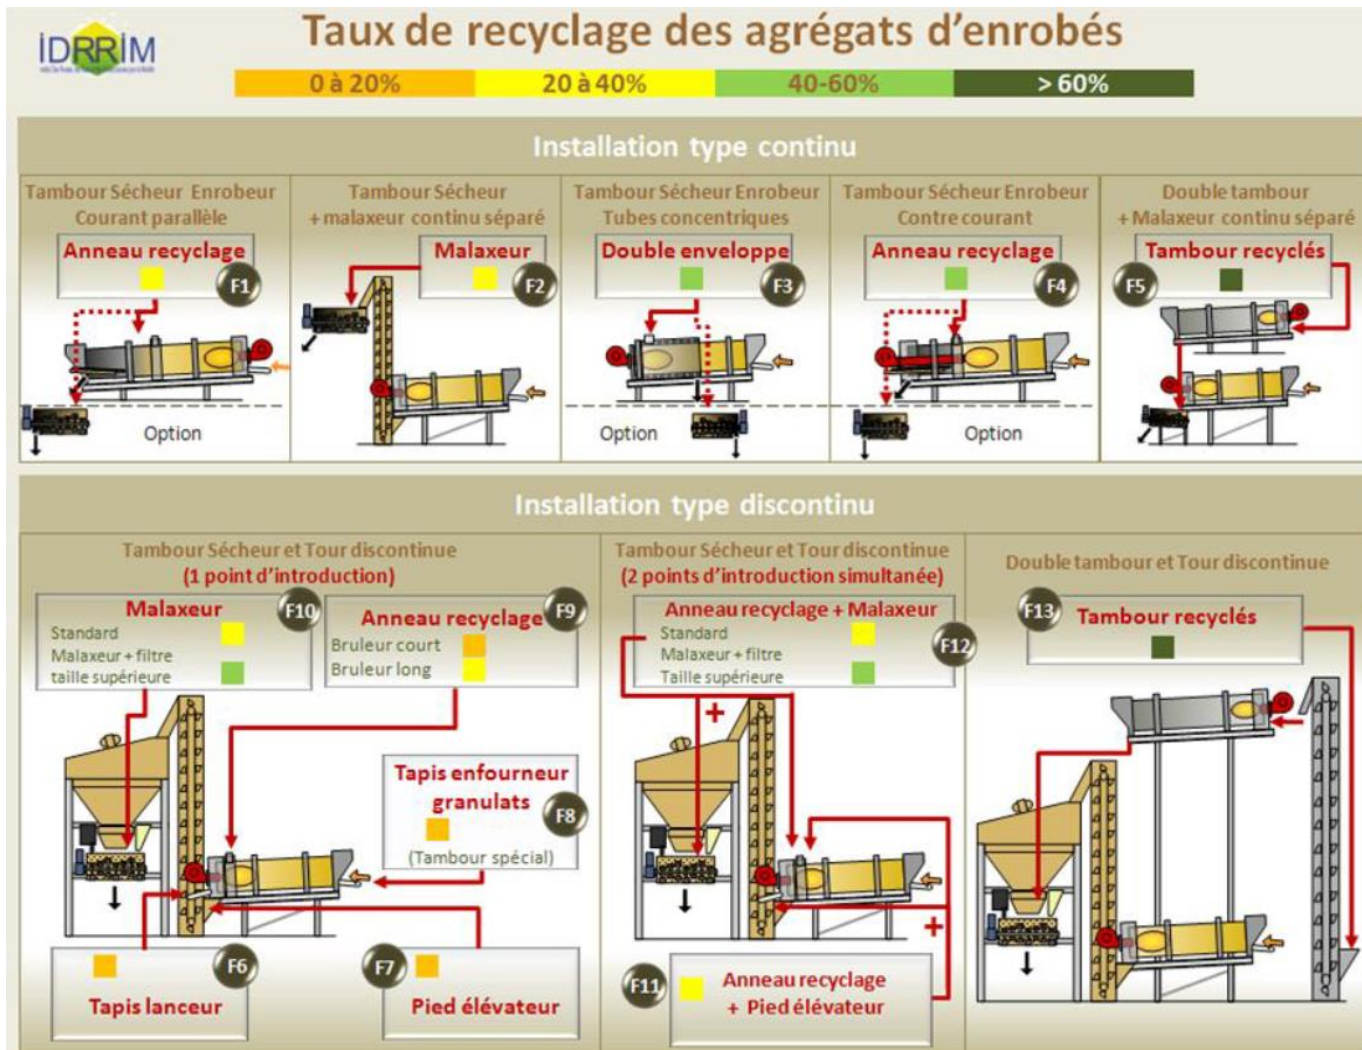 IDRRIM
Taux de recyclage des agrégats d'enrobés
0 à 20%
20 à 40%
40-60%
> 60%
Installation type continu
Tambour Sécheur Enrobeur
Courant parallèle
Anneau recyclage
F1
Option
Tambour Sécheur
+ malaxeur continu séparé
Malaxeur
F2
Tambour Sécheur Enrobeur
Tubes concentriques
Double enveloppe
F3
Option
Tambour Sécheur Enrobeur
Contre courant
Anneau recyclage
F4
Option
Double tambour
+ Malaxeur continu séparé
Tambour recyclés
F5
Installation type discontinu
Tambour Sécheur et Tour discontinue
(1 point d'introduction)
Malaxeur
F10
Standard
Malaxeur + filtre
taille supérieure
Anneau recyclage
F9
Bruleur court
Bruleur long
Tapis enfourneur
granulats
F8
(Tambour spécial)
F6
Tapis lanceur
F7
Pied élévateur
Tambour Sécheur et Tour discontinue
(2 points d'introduction simultanée)
Anneau recyclage + Malaxeur
Standard
F12
Malaxeur + filtre
Taille supérieure
+
+
F11
Anneau recyclage
+ Pied élévateur
Double tambour et Tour discontinue
F13
Tambour recyclés